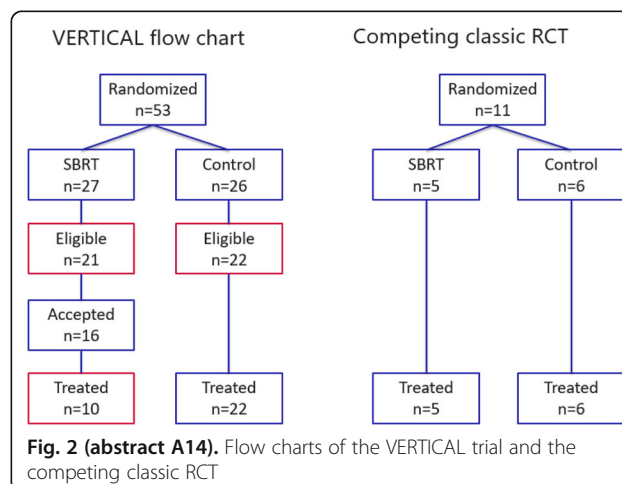 VERTICAL flow chart
Competing classic RCT
Randomized
n=53
Randomized
n=11
SBRT
n=27
Control
n=26
SBRT
n=5
Control
n=6
Eligible
n=21
Eligible
n=22
Accepted
n=16
Treated
n=10
Treated
n=22
Treated
n=5
Treated
n=6
Fig. 2 (abstract A14). Flow charts of the VERTICAL trial and the
competing classic RCT